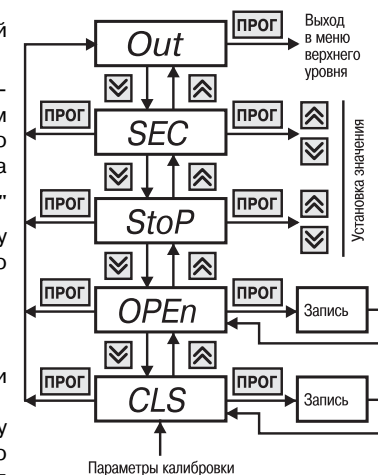 Out
ПРОГ
Выход
в меню
верхнего
уровня
ПРОГ
SEC
ПРОГ
Установка значения
ПРОГ
StoP
ПРОГ
ПРОГ
OPEn
ПРОГ
Запись
ПРОГ
CLS
ПРОГ
Запись
Параметры калибровки